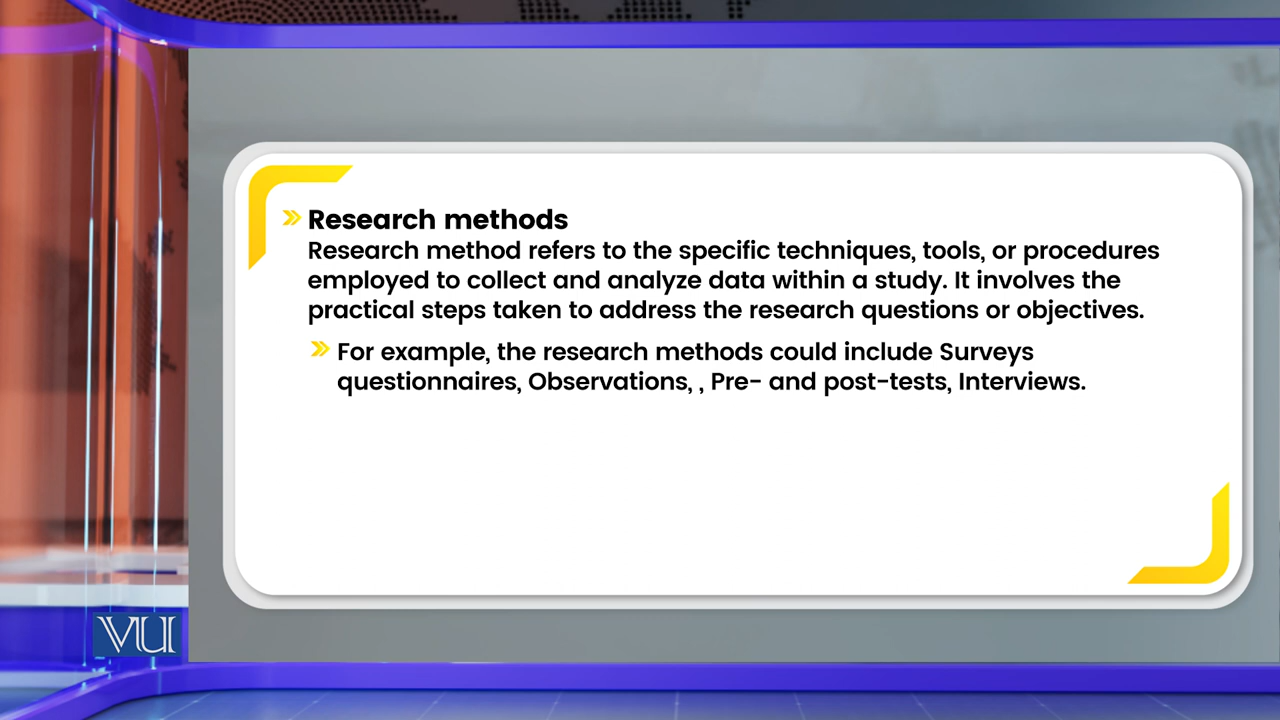 Research methods
Research method refers to the specific techniques, tools, or procedures
employed to collect and analyze data within a study. It involves the
practical steps taken to address the research questions or objectives.
For example, the research methods could include Surveys
questionnaires, Observations, , Pre- and post-tests, Interviews.
VU